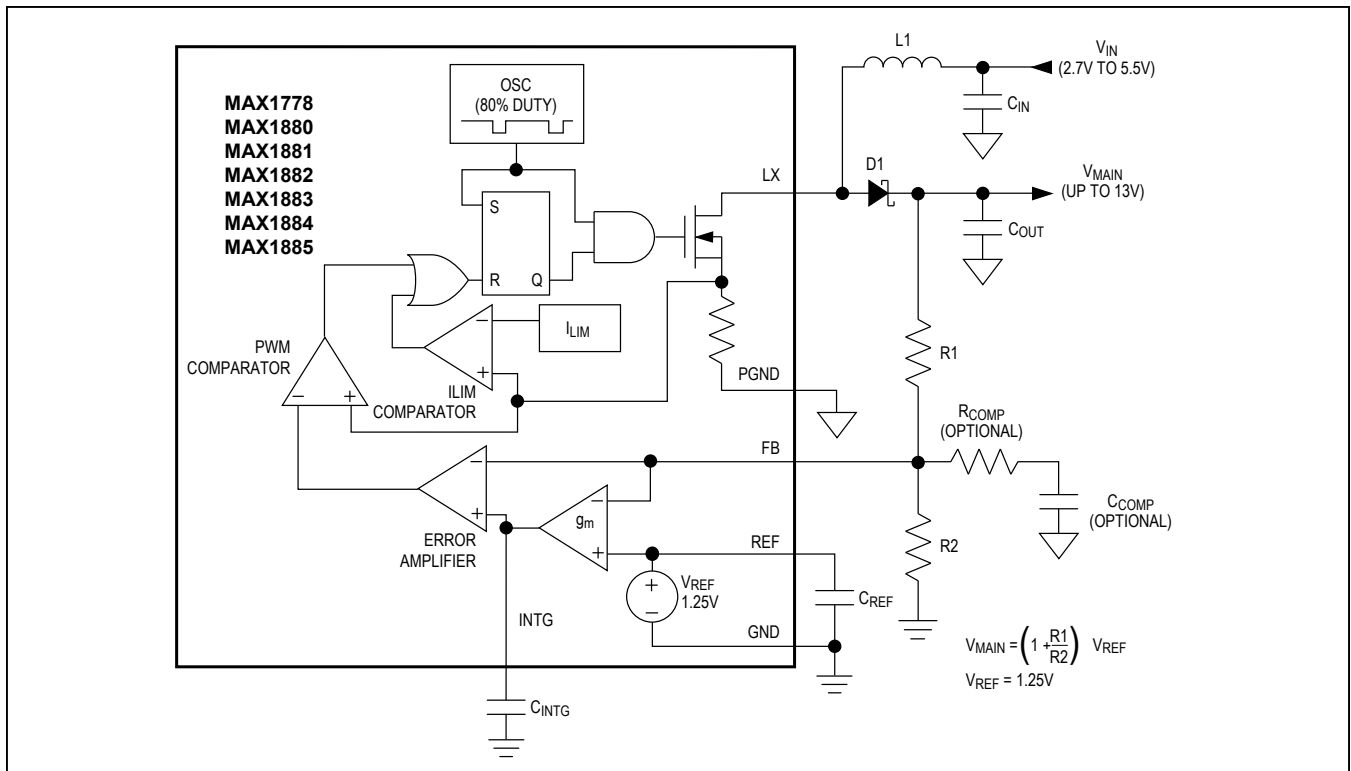 MAX1778
MAX1880
MAX1881
MAX1882
MAX1883
MAX1884
MAX1885
OSC
(80% DUTY)
S
R
Q
ILIM
−
+
ILIM
COMPARATOR
PWM
COMPARATOR
−
+
ERROR
AMPLIFIER
−
+
gm
−
+
+
−
VREF
1.25V
INTG
CINTG
LX
PGND
FB
REF
GND
CREF
L1
VIN
(2.7V TO 5.5V)
CIN
D1
VMAIN
(UP TO 13V)
COUT
R1
RCOMP
(OPTIONAL)
CCOMP
(OPTIONAL)
R2
VMAIN = (1 + R1/R2) VREF
VREF = 1.25V